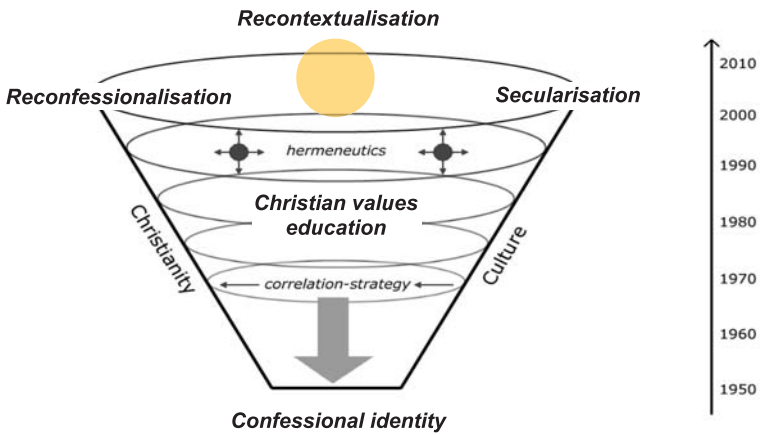 Recontextualisation
Reconfessionalisation
Secularisation
hermeneutics
Christian values
education
Christianity
Culture
correlation-strategy
Confessional identity
2010
2000
1990
1980
1970
1960
1950